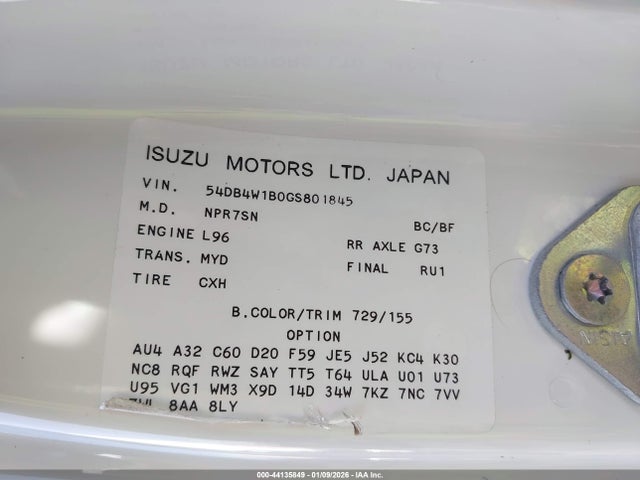 ISUZU MOTORS LTD. JAPAN
VIN. 54DB4W1B0GS801845
M.D. NPR7SN BC/BF
ENGINE L96 RR AXLE G73
TRANS. MYD FINAL RU1
TIRE CXH
B.COLOR/TRIM 729/155
OPTION
AU4 A32 C60 D20 F59 JE5 J52 KC4 K30
NC8 RQF RWZ SAY TT5 T64 ULA U01 U73
U95 VG1 WM3 X9D 14D 34W 7KZ 7NC 7VV
8AA 8LY
000-44135849 - 01/09/2026 - IAA Inc.